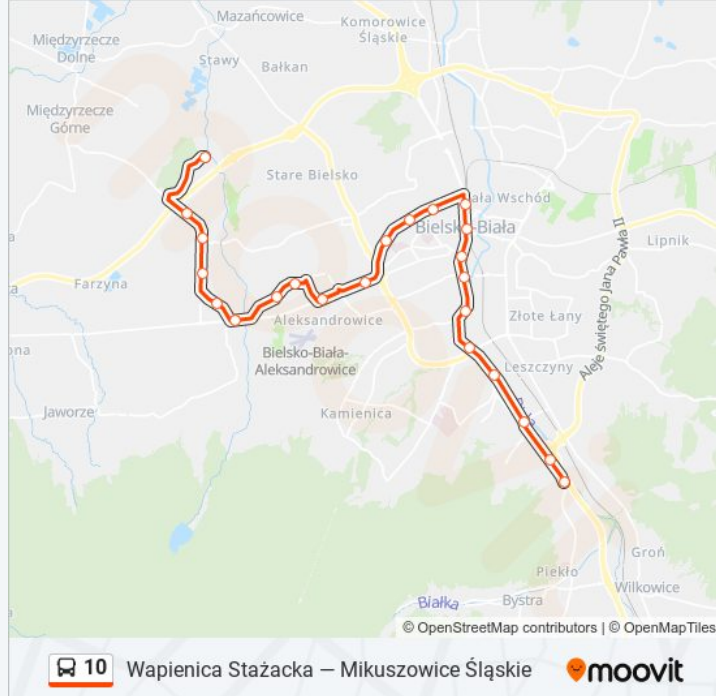 Mazańcowice
Komorowice
Śląskie
Międzyrzecze
Dolne
Stawy
Bałkan
Międzyrzecze
Górne
Stare Bielsko
ała Wschód
Bielsko-Biała
Lipnik
Farzyna
Aleje świętego Jana Pawła II
Aleksandrowice
Złote Łany
Bielsko-Biała-
Aleksandrowice
Leszczyny
Jaworze
Kamienica
Groń
Piekło
Wilkowice
Białka
Bystra
© OpenStreetMap contributors | © OpenMapTiles
10 Wapienica Stażacka — Mikuszowice Śląskie moovit